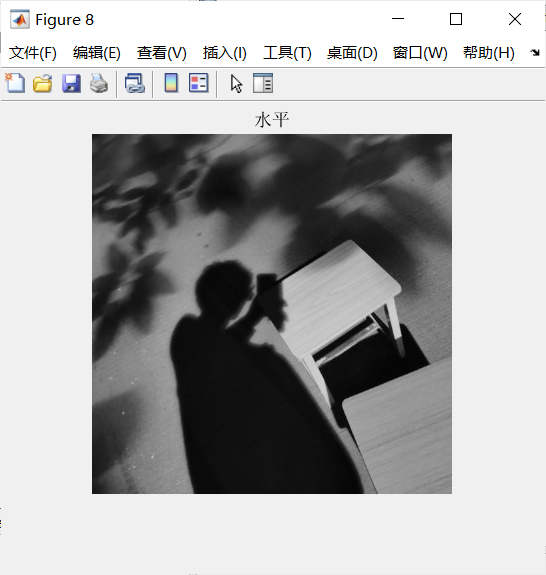 Figure 8
文件(F) 编辑(E) 查看(V) 插入(I) 工具(T) 桌面(D) 窗口(W) 帮助(H)
水平